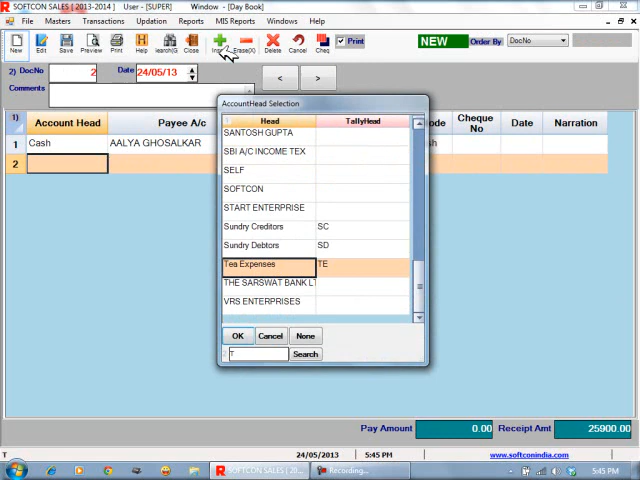 SOFTCON SALES [2013-2014 ] User - [SUPER] Window - [Day Book]
File Masters Transactions Updation Reports MIS Reports Windows Help
New Edit Save Preview Print Help Close Erase(X) Delete Cancel Cheq Print NEW Order By DocNo
2) DocNo 2 Date 24/05/13 < >
Comments
1) Account Head Payee A/c Cheque No Date Narration
1 Cash AALYA GHOSALKAR
2
AccountHead Selection
Head TallyHead
SANTOSH GUPTA
SBI A/C INCOME TEX
SELF
SOFTCON
START ENTERPRISE
Sundry Creditors SC
Sundry Debtors SD
Tea Expenses TE
THE SARSWAT BANK LT
VRS ENTERPRISES
OK Cancel None
T Search
Pay Amount 0.00 Receipt Amt 25900.00
T 24/05/2013 5:45 PM www.softconindia.com
SOFTCON SALES [20... Recording... 5:45 PM